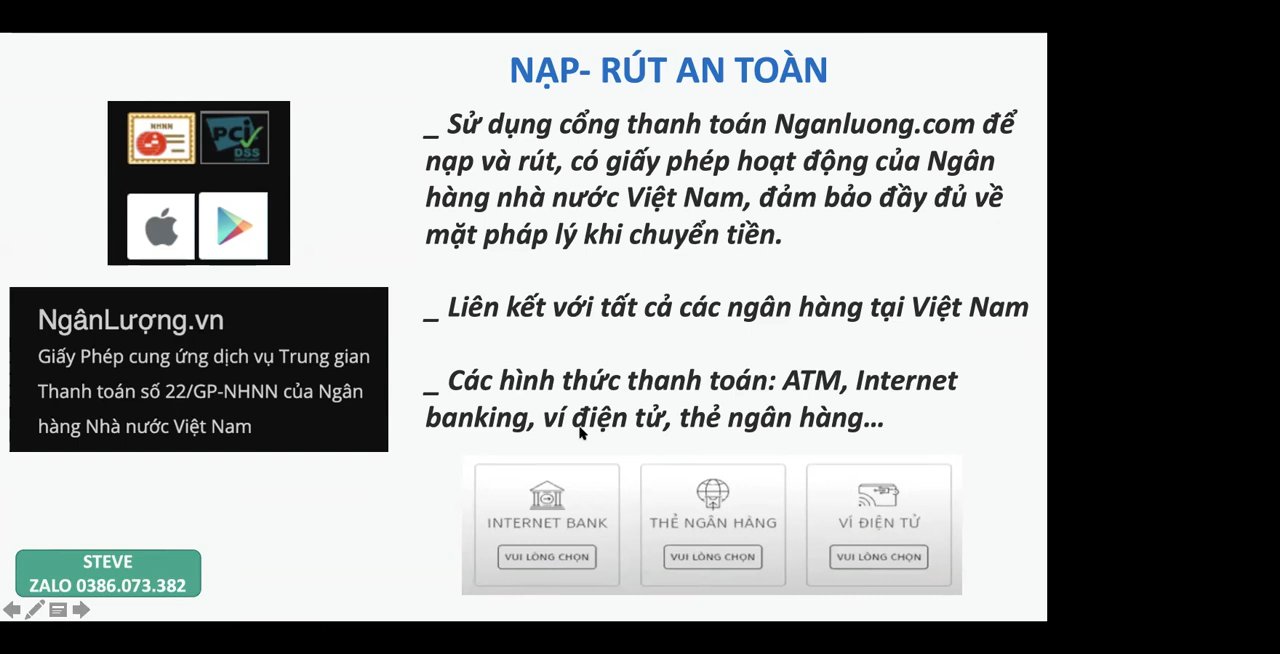 NẠP- RÚT AN TOÀN
NHNN
PCi
DSS
_ Sử dụng cổng thanh toán Nganluong.com để
nạp và rút, có giấy phép hoạt động của Ngân
hàng nhà nước Việt Nam, đảm bảo đầy đủ về
mặt pháp lý khi chuyển tiền.
NgânLượng.vn
Giấy Phép cung ứng dịch vụ Trung gian
Thanh toán số 22/GP-NHNN của Ngân
hàng Nhà nước Việt Nam
_ Liên kết với tất cả các ngân hàng tại Việt Nam
_ Các hình thức thanh toán: ATM, Internet
banking, ví điện tử, thẻ ngân hàng...
INTERNET BANK
VUI LÒNG CHỌN
THẺ NGÂN HÀNG
VUI LÒNG CHỌN
VÍ ĐIỆN TỬ
VUI LÒNG CHỌN
STEVE
ZALO 0386.073.382